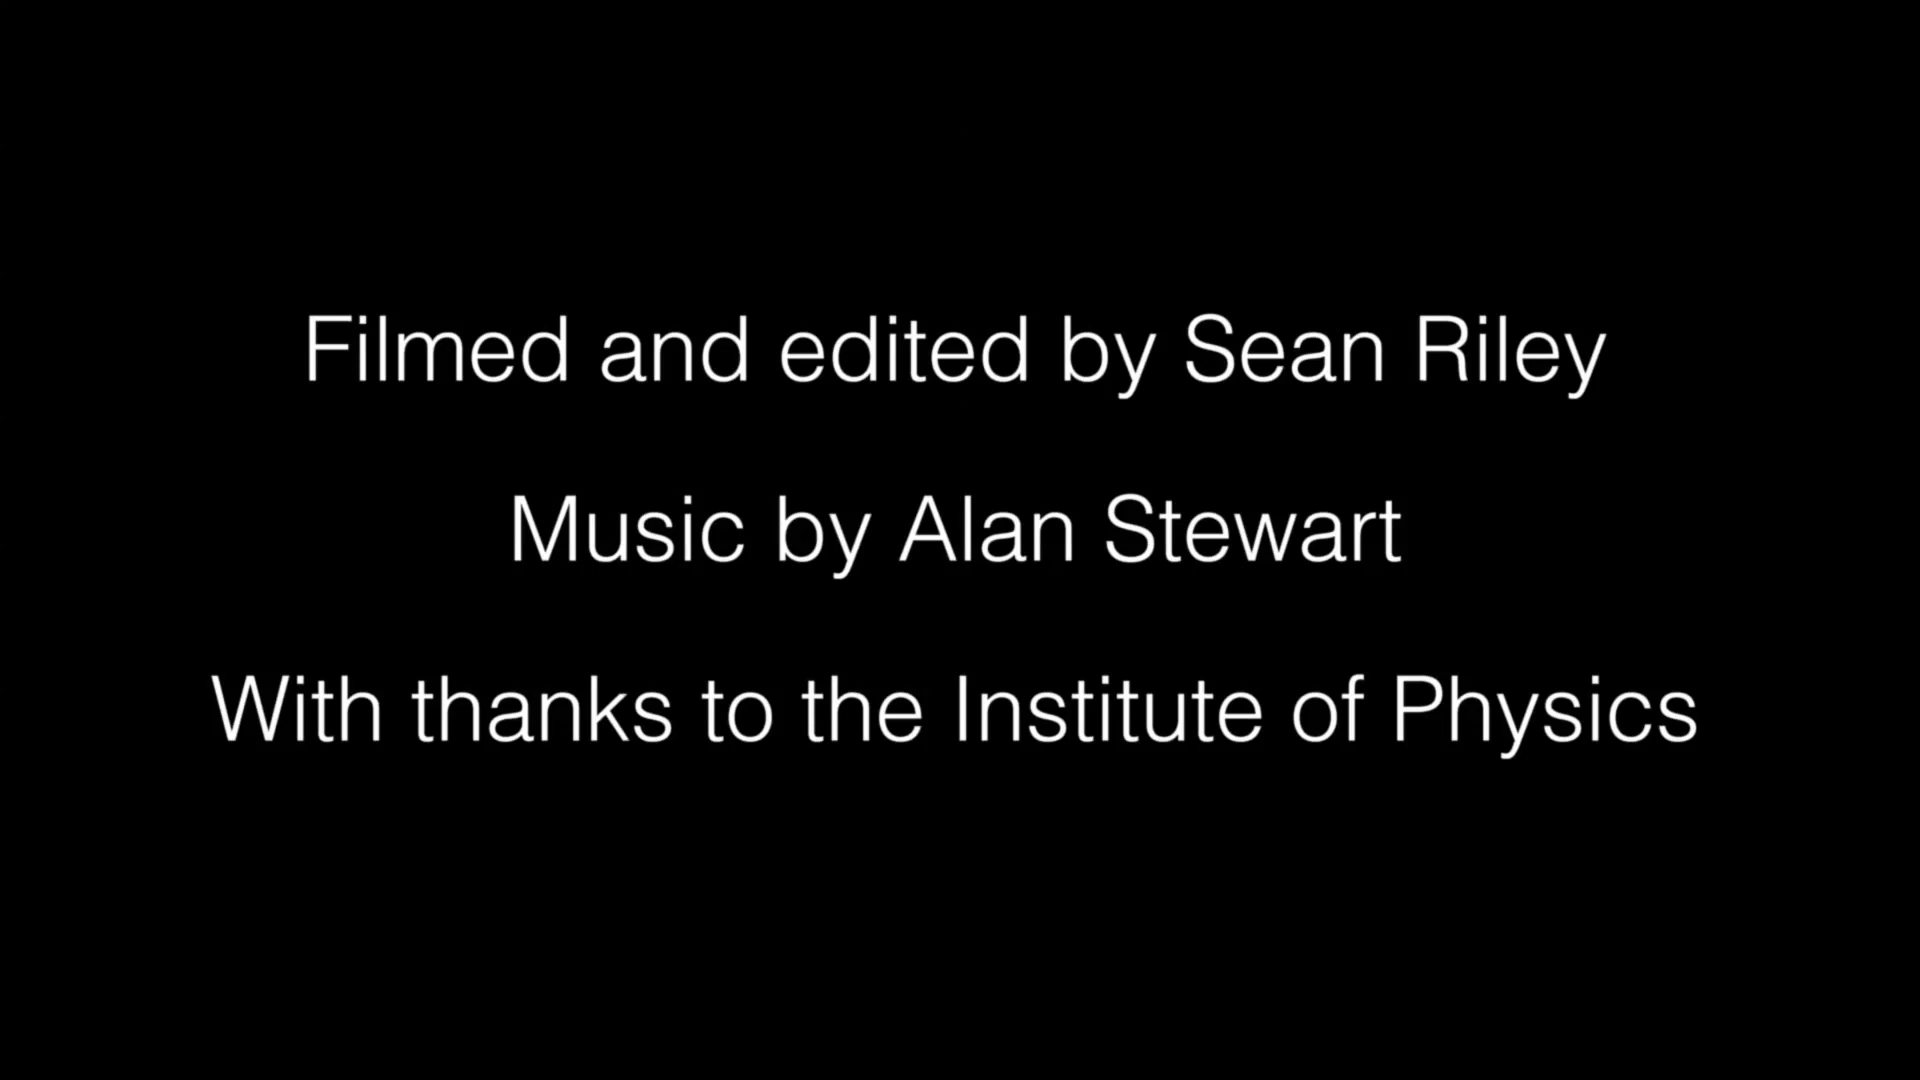 Filmed and edited by Sean Riley
Music by Alan Stewart
With thanks to the Institute of Physics